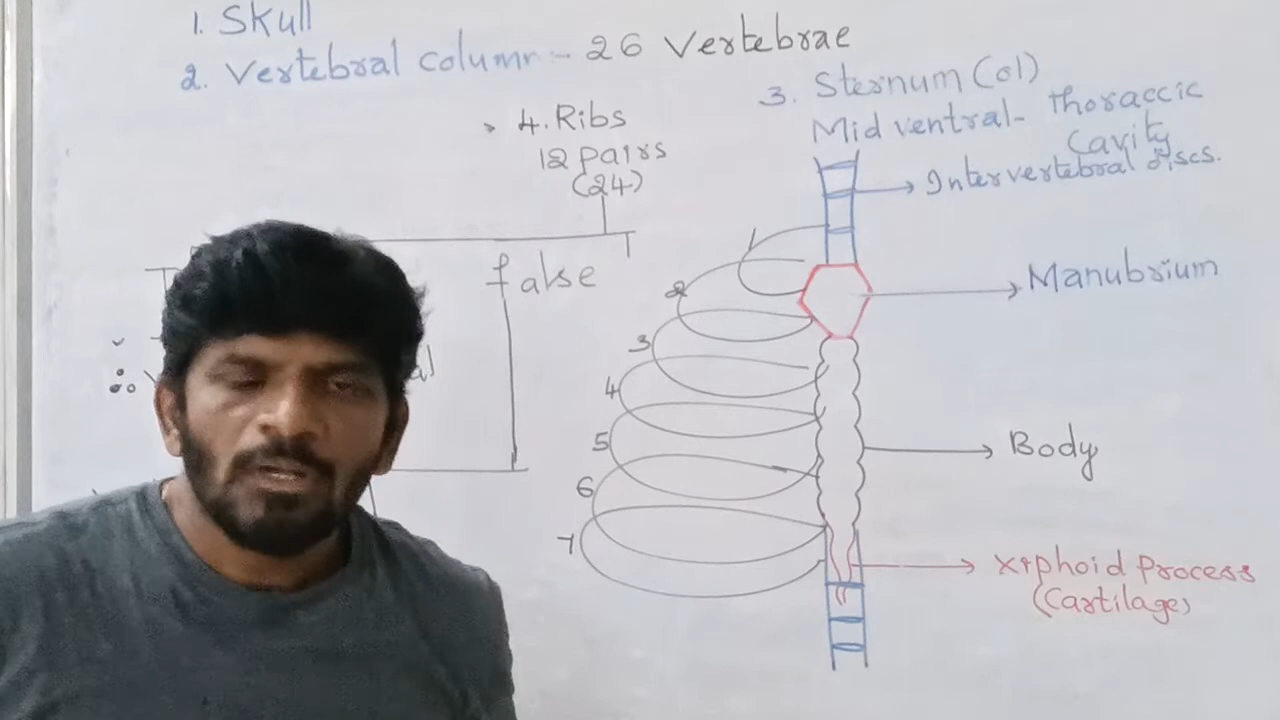 1. Skull
2. Vertebral column - 26 Vertebrae
3. Sternum (or)
Mid ventral - thoraccic
Cavity
4. Ribs
12 pairs
(24)
Intervertebral discs.
false
Manubrium
Body
Xiphoid Process
(Cartilage)
1
2
3
4
5
6
7